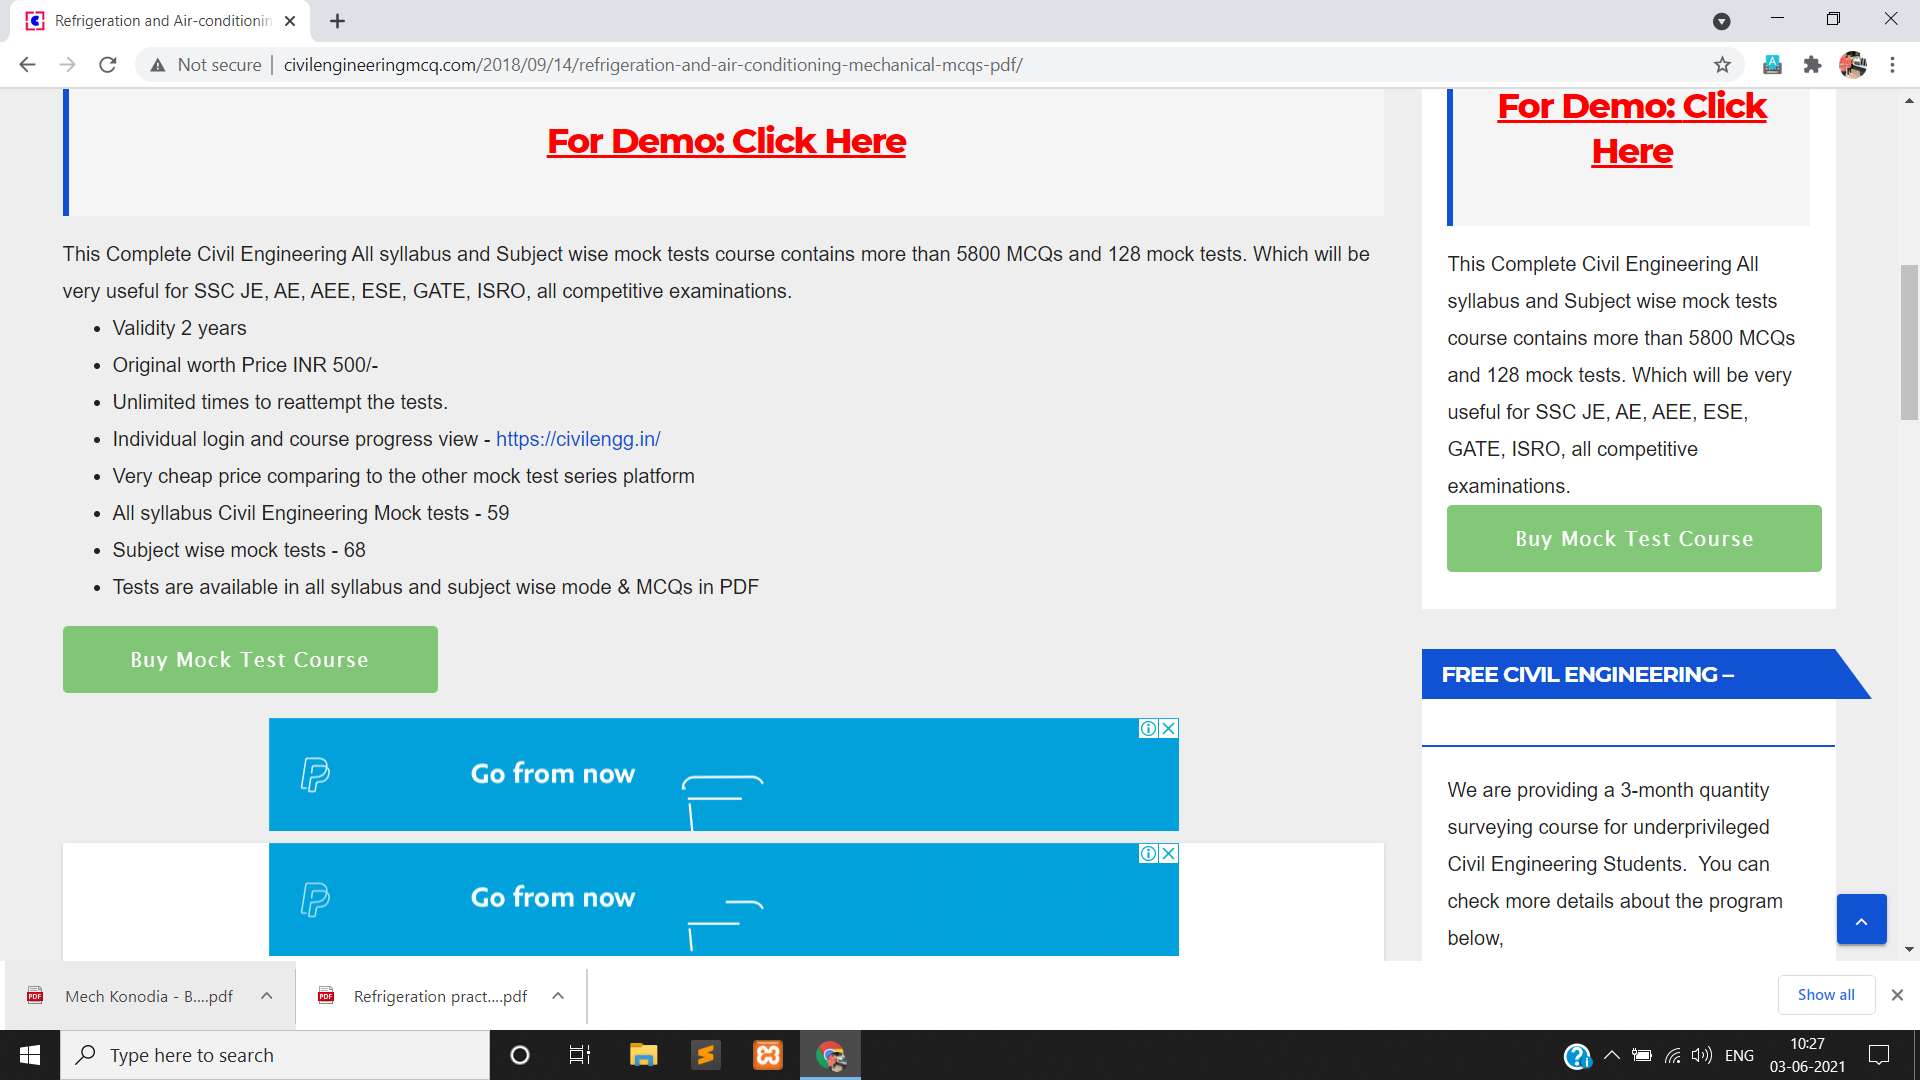 Refrigeration and Air-conditionin
Not secure
civilengineeringmcq.com/2018/09/14/refrigeration-and-air-conditioning-mechanical-mcqs-pdf/
For Demo: Click Here
This Complete Civil Engineering All syllabus and Subject wise mock tests course contains more than 5800 MCQs and 128 mock tests. Which will be
very useful for SSC JE, AE, AEE, ESE, GATE, ISRO, all competitive examinations.
• Validity 2 years
• Original worth Price INR 500/-
• Unlimited times to reattempt the tests.
• Individual login and course progress view - https://civilengg.in/
• Very cheap price comparing to the other mock test series platform
• All syllabus Civil Engineering Mock tests - 59
• Subject wise mock tests - 68
• Tests are available in all syllabus and subject wise mode & MCQs in PDF
Buy Mock Test Course
Go from now
Go from now
For Demo: Click
Here
This Complete Civil Engineering All
syllabus and Subject wise mock tests
course contains more than 5800 MCQs
and 128 mock tests. Which will be very
useful for SSC JE, AE, AEE, ESE,
GATE, ISRO, all competitive
examinations.
Buy Mock Test Course
FREE CIVIL ENGINEERING –
We are providing a 3-month quantity
surveying course for underprivileged
Civil Engineering Students.  You can
check more details about the program
below,
PDF
Mech Konodia - B....pdf
PDF
Refrigeration pract....pdf
Show all
Type here to search
ENG
10:27
03-06-2021